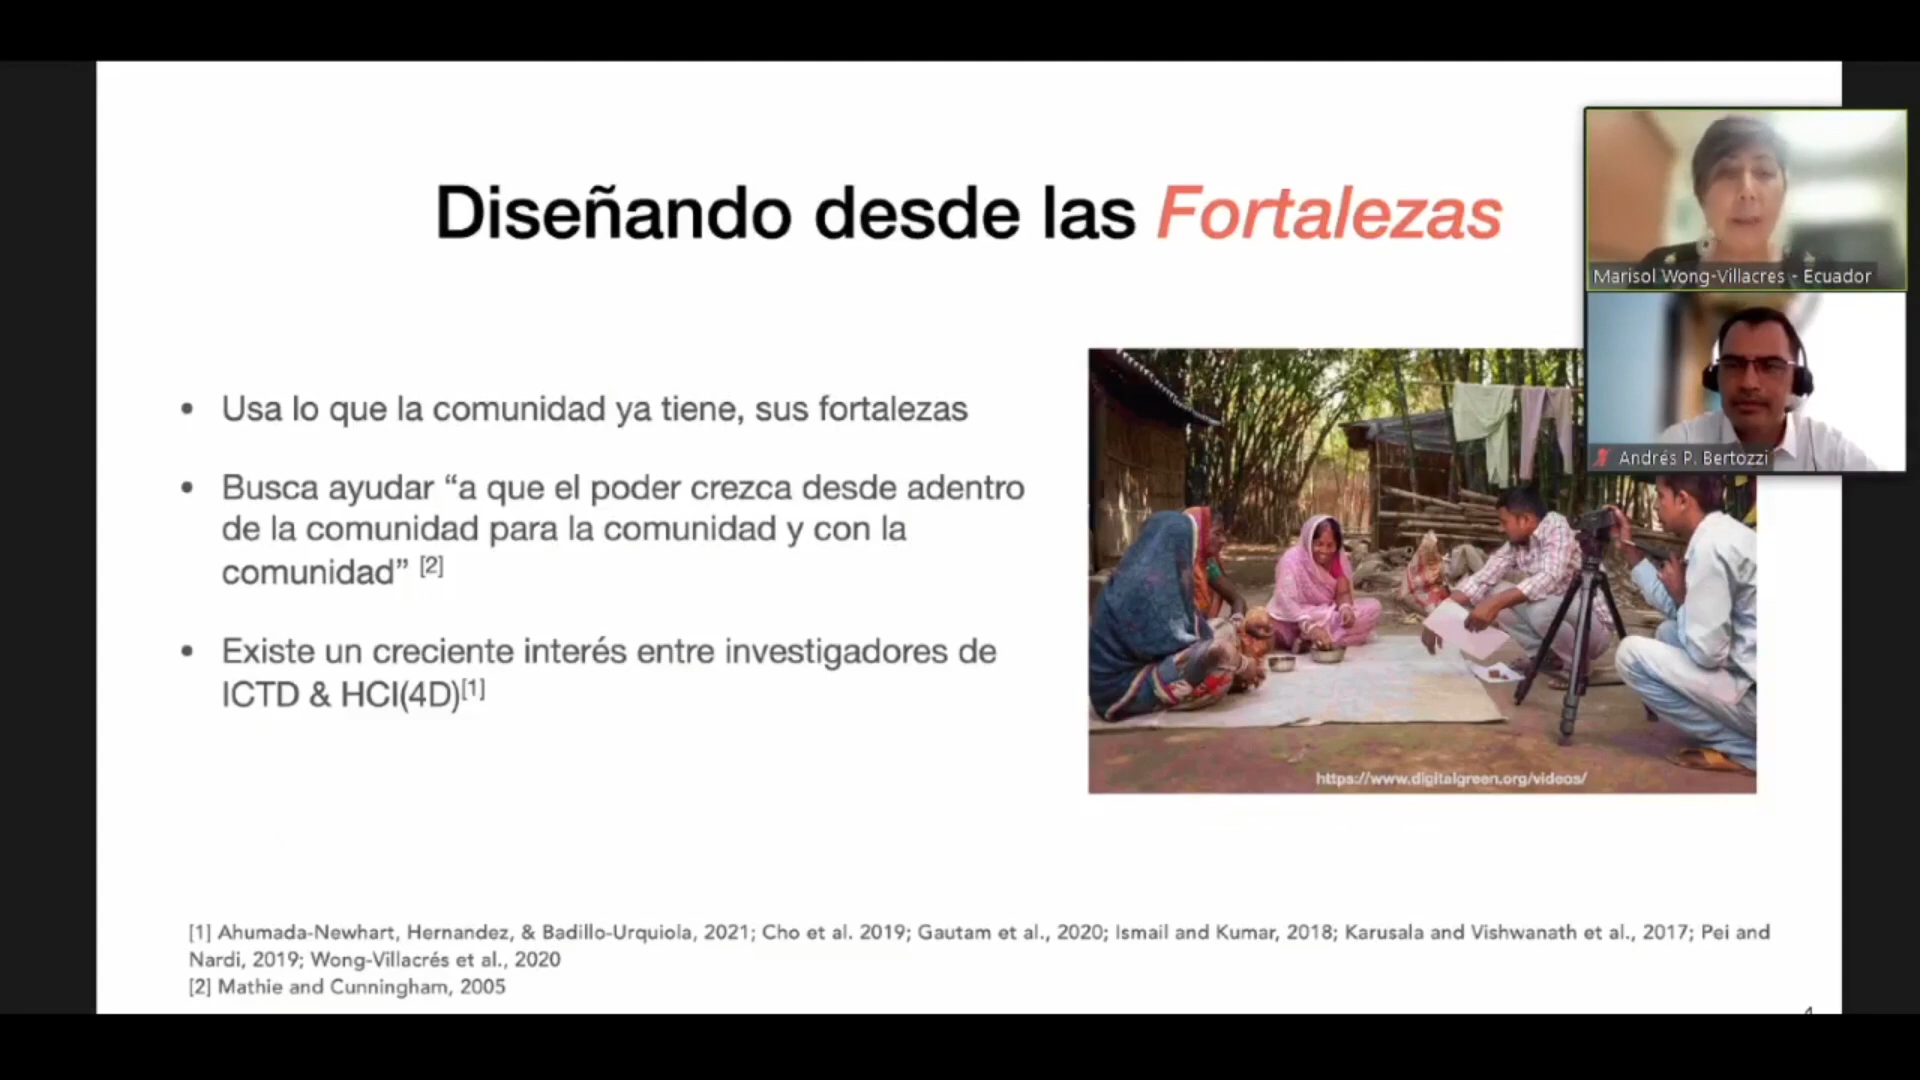 Diseñando desde las Fortalezas
Marisol Wong-Villacres - Ecuador
Andrés P. Bertozzi
• Usa lo que la comunidad ya tiene, sus fortalezas
• Busca ayudar “a que el poder crezca desde adentro
de la comunidad para la comunidad y con la
comunidad” [2]
• Existe un creciente interés entre investigadores de
ICTD & HCI(4D)[1]
https://www.digitalgreen.org/videos/
[1] Ahumada-Newhart, Hernandez, & Badillo-Urquiola, 2021; Cho et al. 2019; Gautam et al., 2020; Ismail and Kumar, 2018; Karusala and Vishwanath et al., 2017; Pei and
Nardi, 2019; Wong-Villacrés et al., 2020
[2] Mathie and Cunningham, 2005